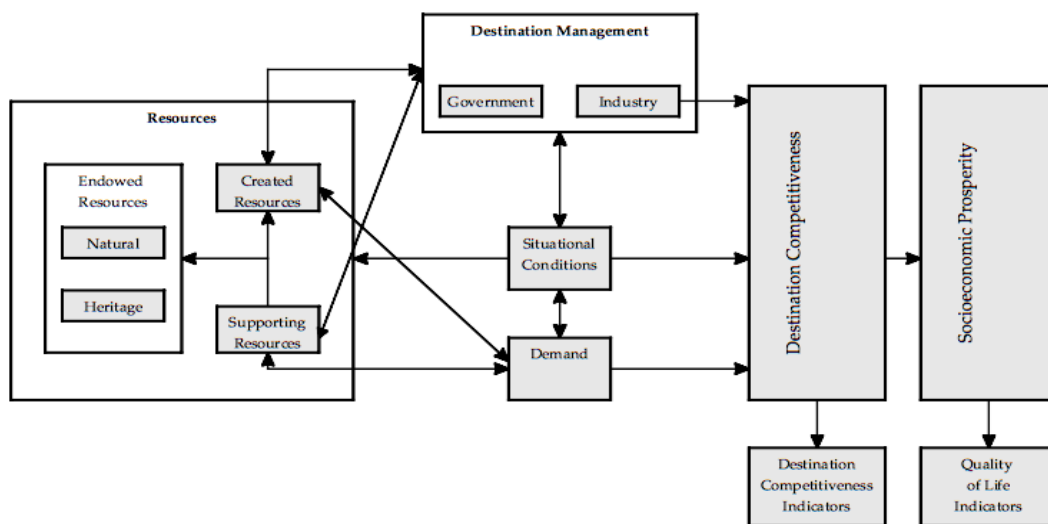 Destination Management
Government
Industry
Resources
Endowed
Resources
Natural
Heritage
Created
Resources
Supporting
Resources
Situational
Conditions
Demand
Destination Competitiveness
Socioeconomic Prosperity
Destination
Competitiveness
Indicators
Quality
of Life
Indicators